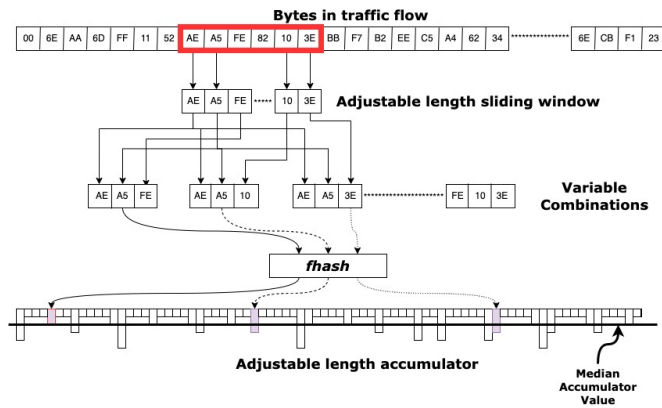 Bytes in traffic flow
00 6E AA 6D FF 11 52 AE A5 FE 82 10 3E BB F7 B2 EE C5 A4 62 34 6E CB F1 23
AE A5 FE 10 3E
Adjustable length sliding window
AE A5 FE AE A5 10 AE A5 3E FE 10 3E
Variable
Combinations
fhash
Adjustable length accumulator
Median
Accumulator
Value